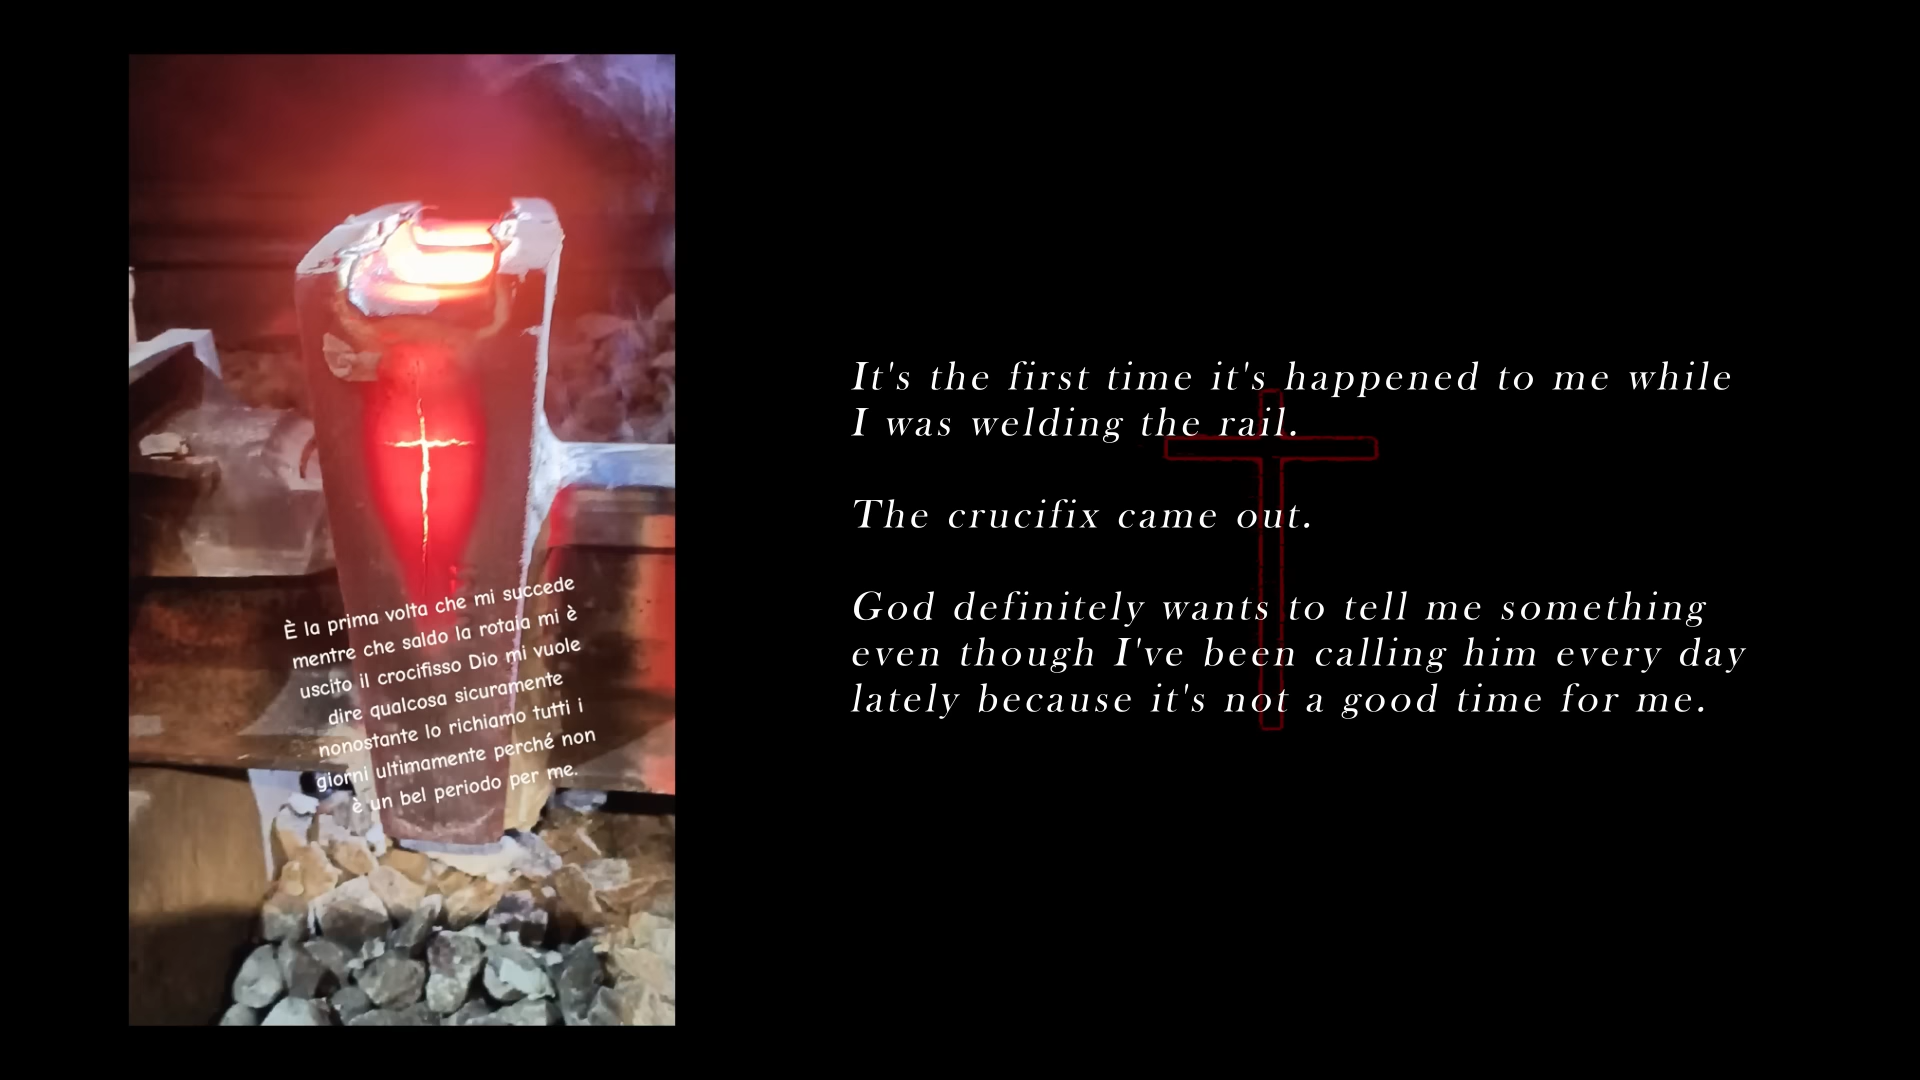 È la prima volta che mi succede
mentre che saldo la rotaia mi è
uscito il crocifisso Dio mi vuole
dire qualcosa sicuramente
nonostante lo richiamo tutti i
giorni ultimamente perché non
è un bel periodo per me.
It's the first time it's happened to me while
I was welding the rail.
The crucifix came out.
God definitely wants to tell me something
even though I've been calling him every day
lately because it's not a good time for me.